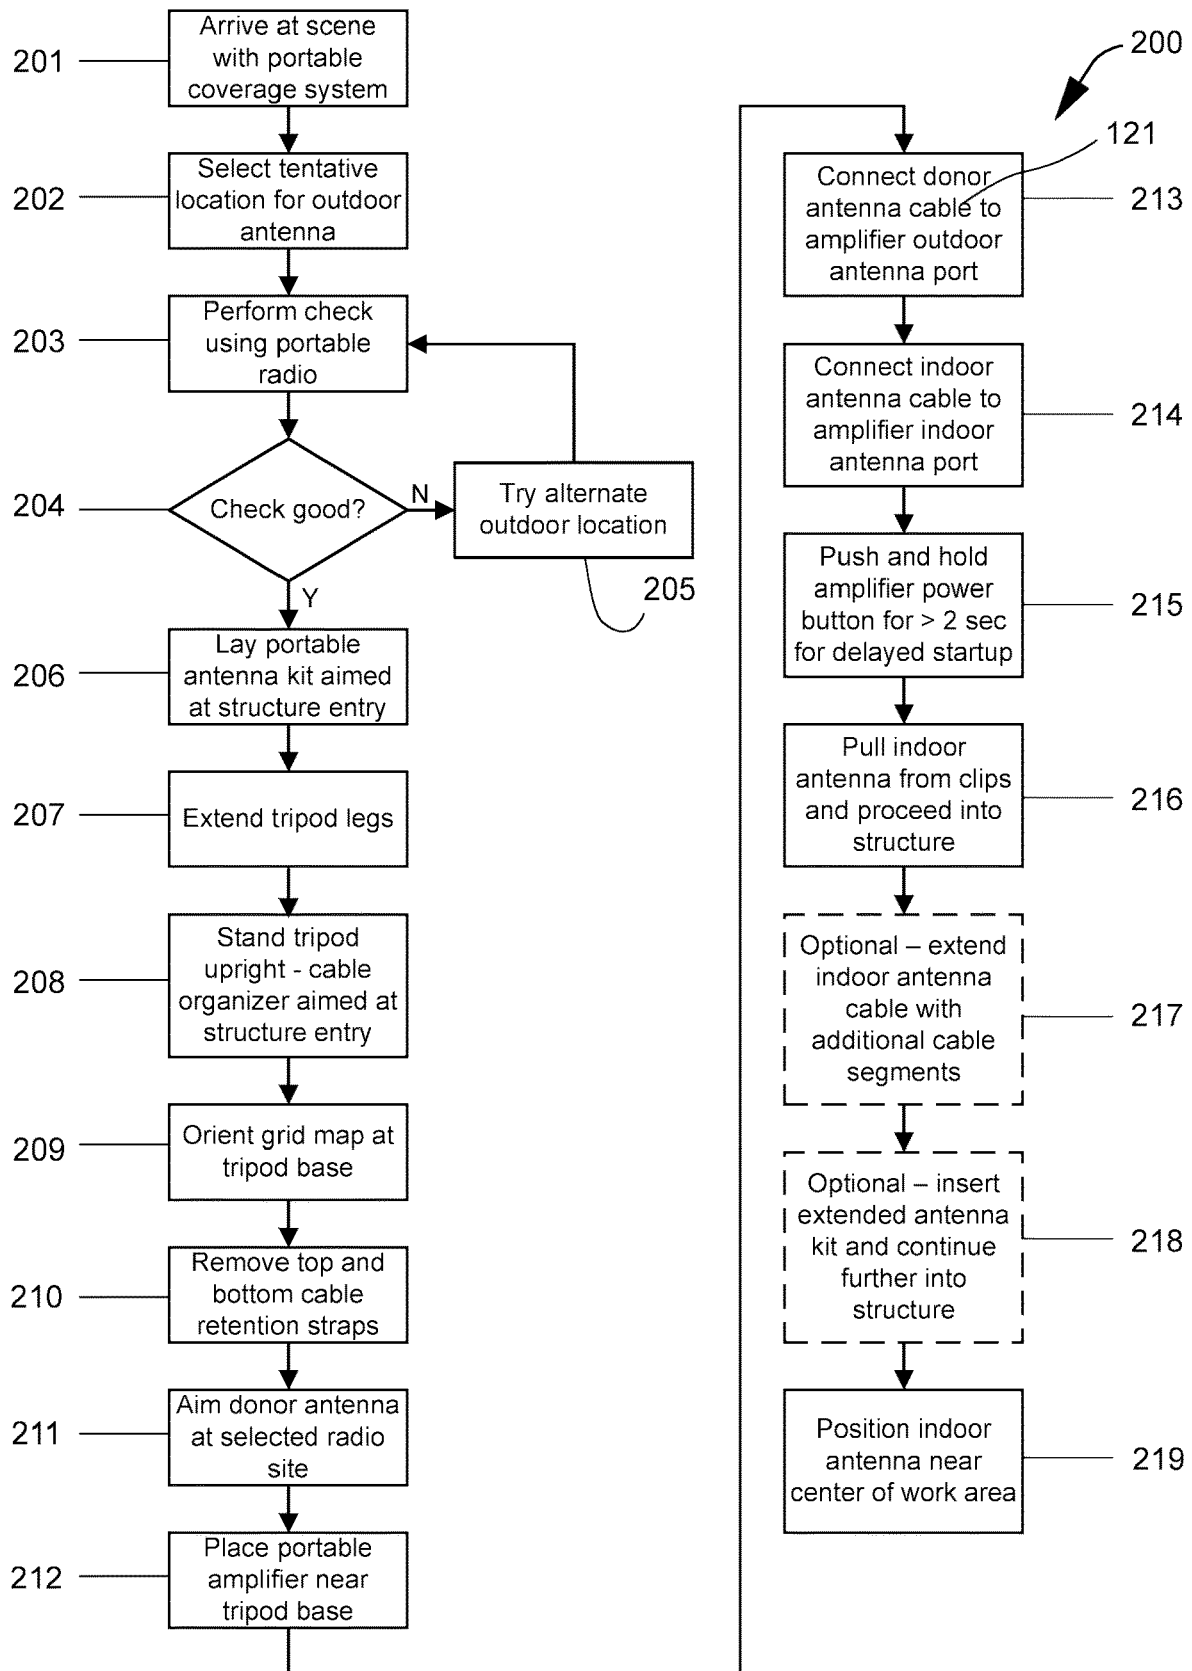 201
Arrive at scene
with portable
coverage system
202
Select tentative
location for outdoor
antenna
203
Perform check
using portable
radio
204
Check good?
N
Try alternate
outdoor location
205
Y
206
Lay portable
antenna kit aimed
at structure entry
207
Extend tripod legs
208
Stand tripod
upright - cable
organizer aimed at
structure entry
209
Orient grid map at
tripod base
210
Remove top and
bottom cable
retention straps
211
Aim donor antenna
at selected radio
site
212
Place portable
amplifier near
tripod base
200
121
Connect donor
antenna cable to
amplifier outdoor
antenna port
213
Connect indoor
antenna cable to
amplifier indoor
antenna port
214
Push and hold
amplifier power
button for > 2 sec
for delayed startup
215
Pull indoor
antenna from clips
and proceed into
structure
216
Optional – extend
indoor antenna
cable with
additional cable
segments
217
Optional – insert
extended antenna
kit and continue
further into
structure
218
Position indoor
antenna near
center of work area
219